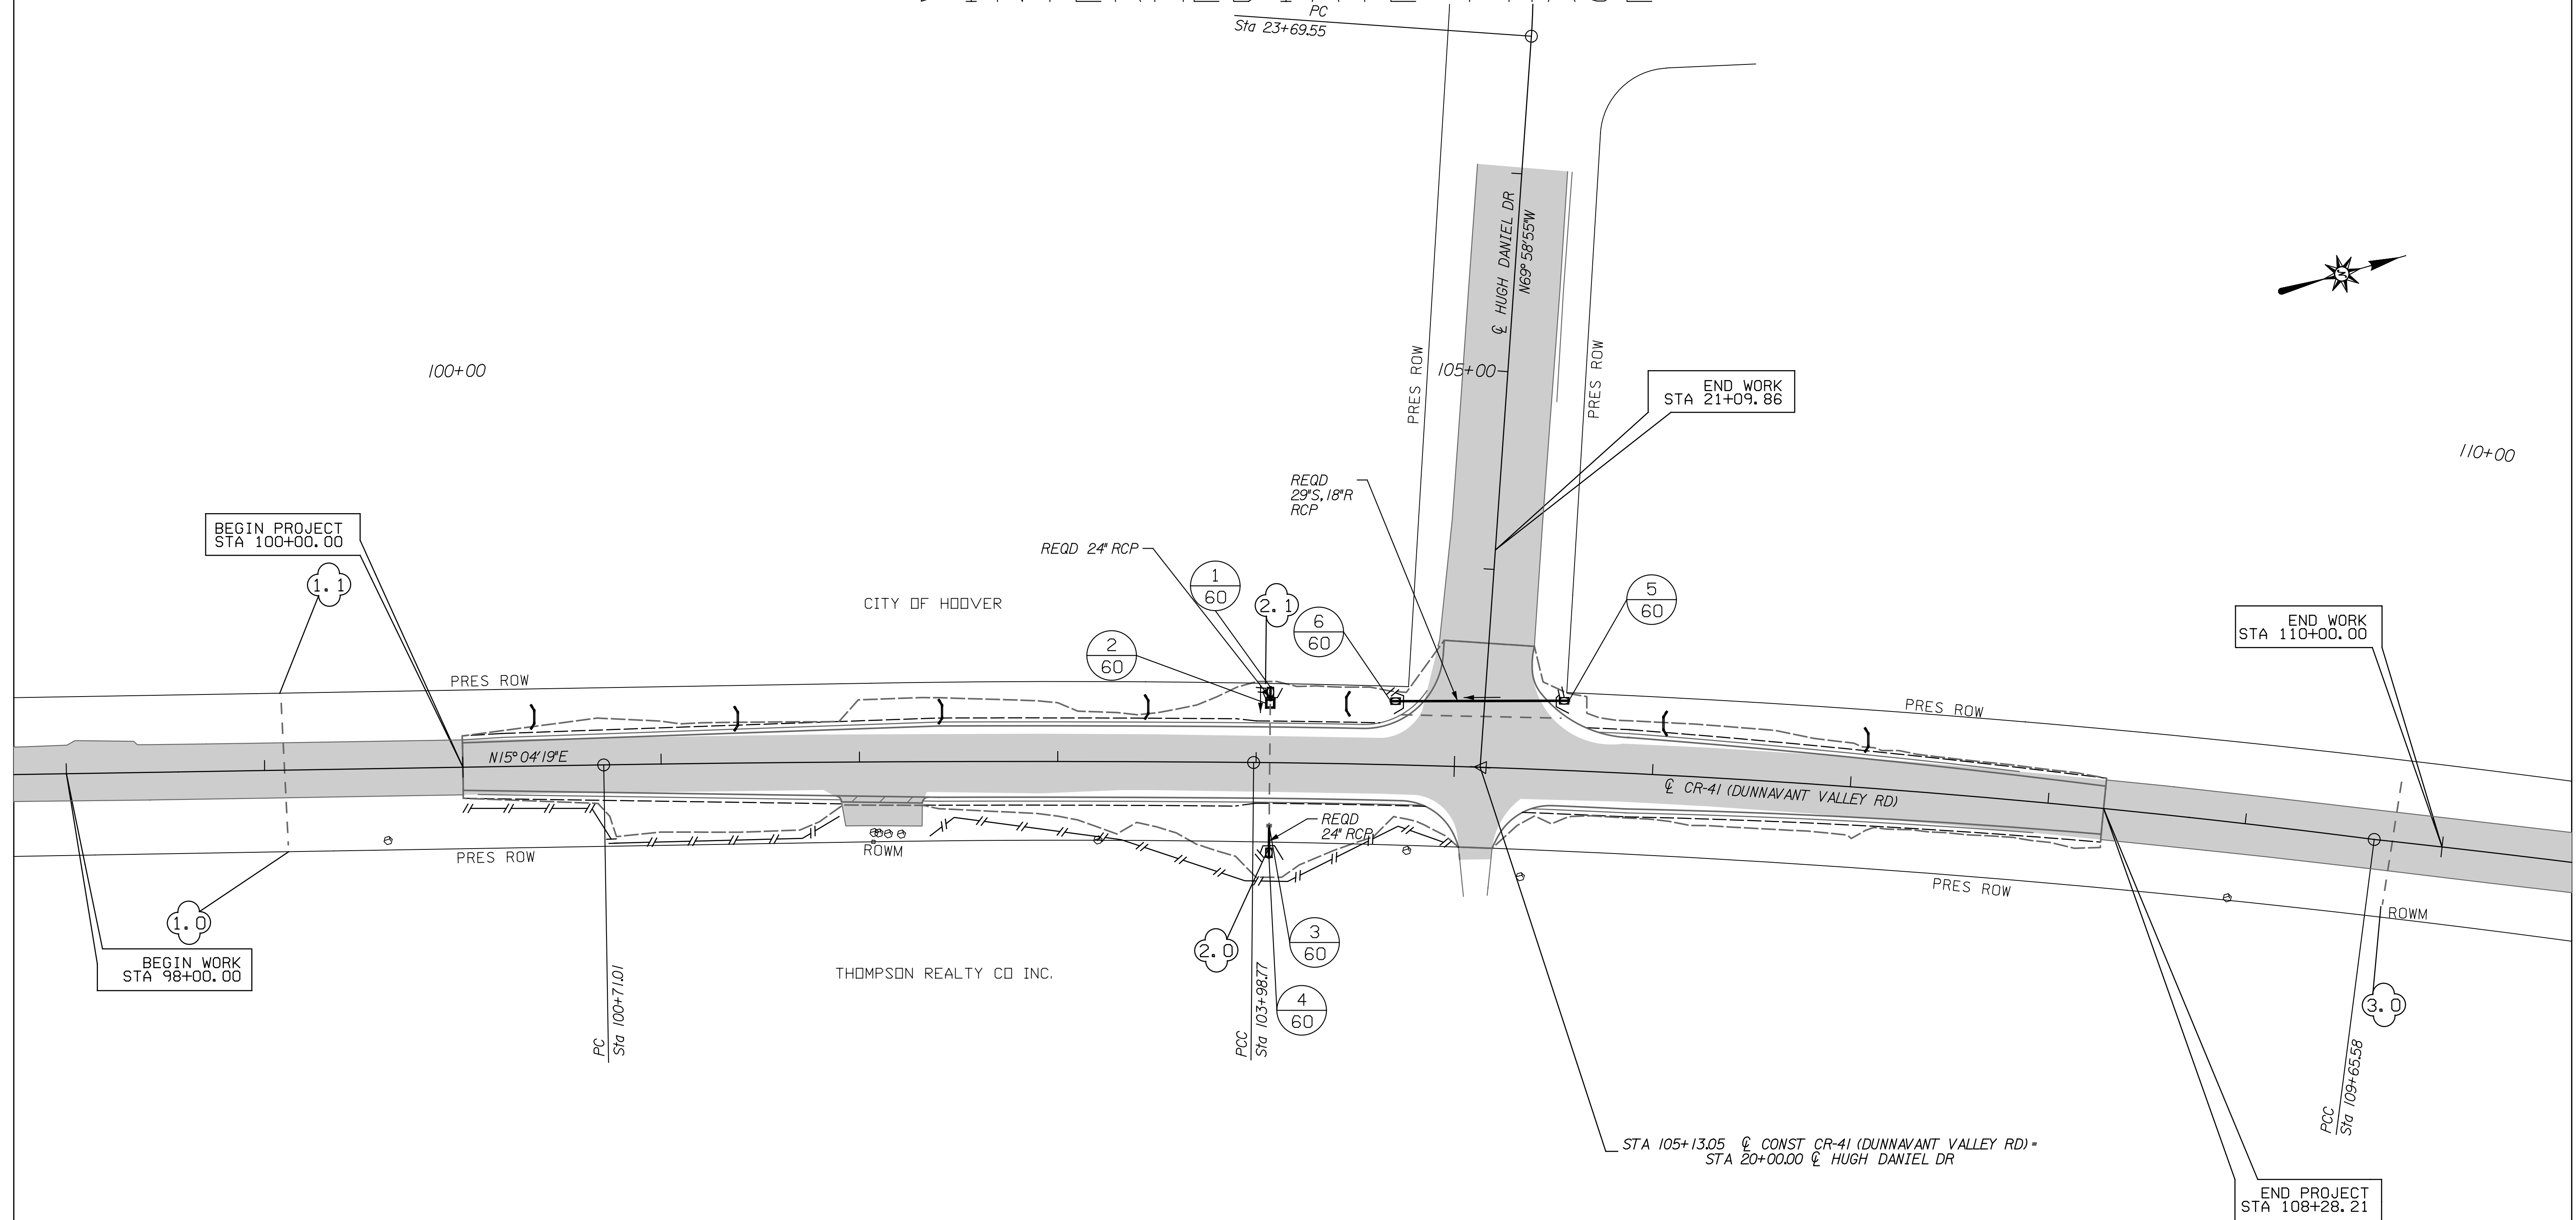 PC
Sta 23+69.55
℄ HUGH DANIEL DR
N69°58'55"W
100+00
105+00
PRES ROW
PRES ROW
END WORK
STA 21+09.86
110+00
REQD
29"S, 18"R
RCP
BEGIN PROJECT
STA 100+00.00
REQD 24" RCP
1.1
1
60
2.1
5
60
CITY OF HOOVER
6
60
END WORK
STA 110+00.00
2
60
PRES ROW
PRES ROW
N15°04'19"E
℄ CR-41 (DUNNAVANT VALLEY RD)
REQD
24" RCP
PRES ROW
ROWM
PRES ROW
ROWM
1.0
3
60
2.0
BEGIN WORK
STA 98+00.00
THOMPSON REALTY CO INC.
4
60
3.0
PC
Sta 100+71.01
PCC
Sta 103+98.77
PCC
Sta 109+65.58
STA 105+13.05 ℄ CONST CR-41 (DUNNAVANT VALLEY RD) =
STA 20+00.00 ℄ HUGH DANIEL DR
END PROJECT
STA 108+28.21